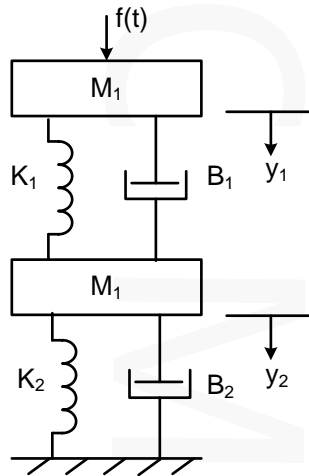 f(t)
M₁
K₁ B₁ y₁
M₁
K₂ B₂ y₂